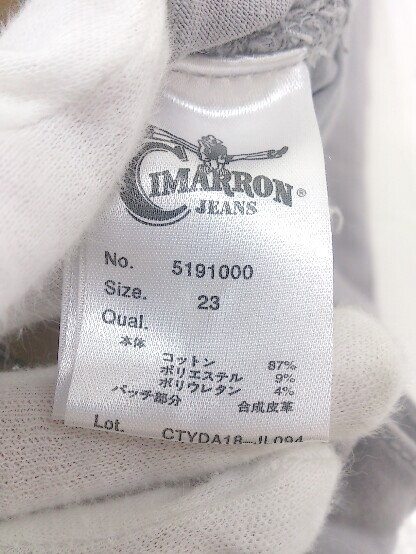 CIMARRON®
JEANS
No. 5191000
Size. 23
Qual.
本体
コットン 87%
ポリエステル 9%
ポリウレタン 4%
パッチ部分 合成皮革
Lot. CTYDA18-JL094